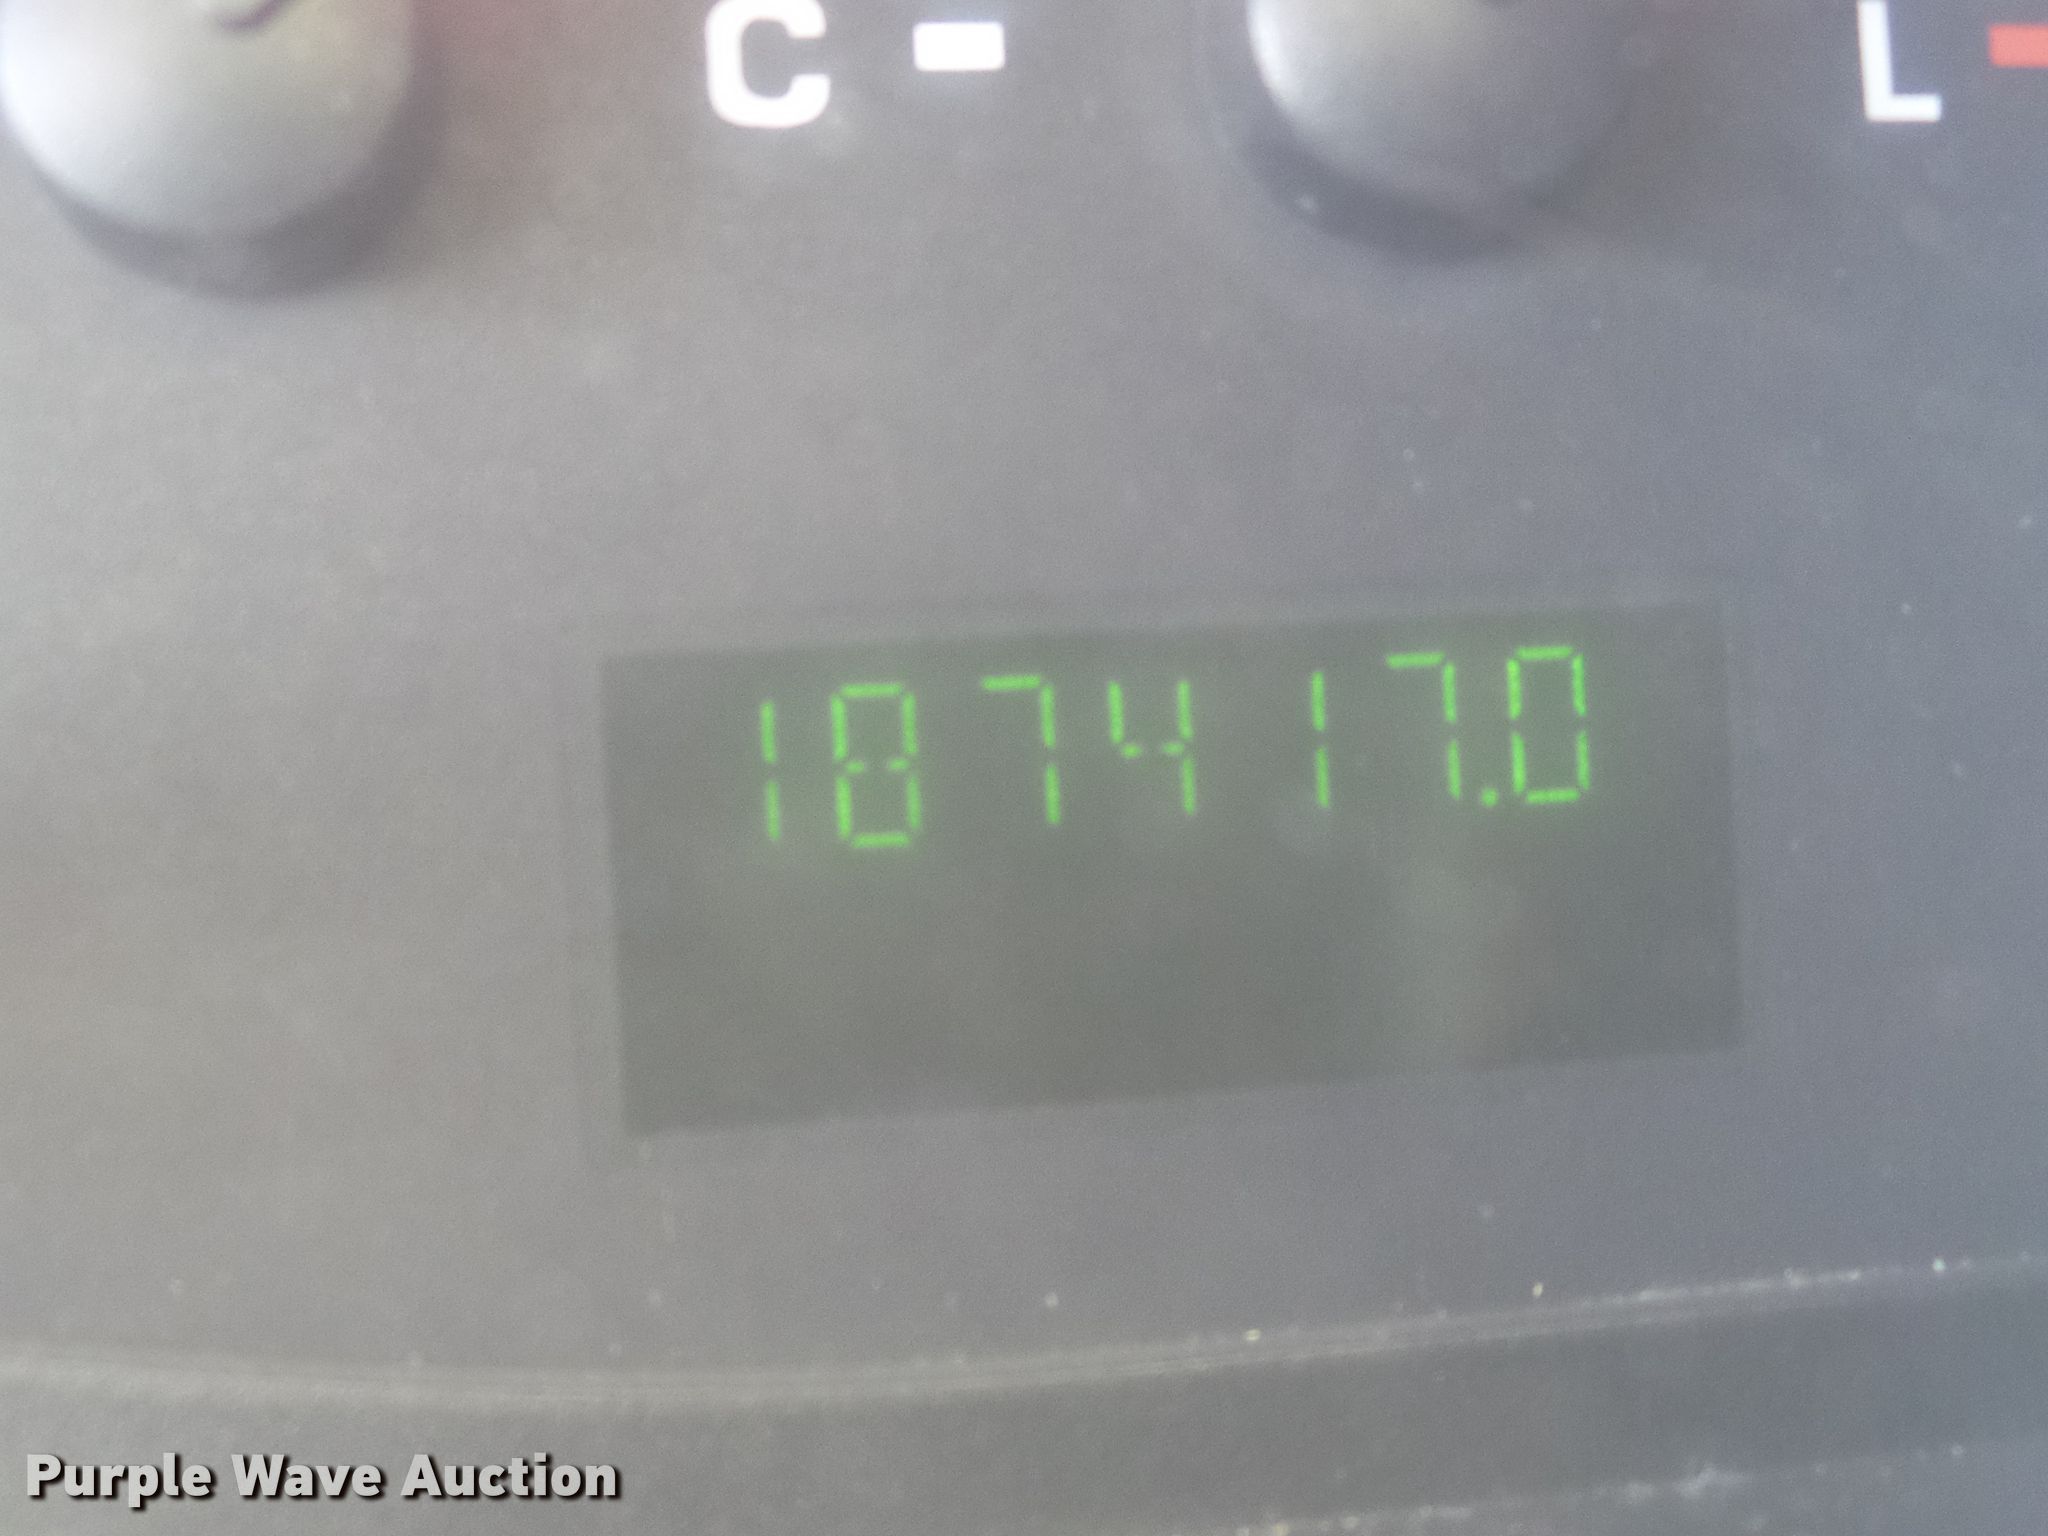 C -
L -
187417.0
Purple Wave Auction